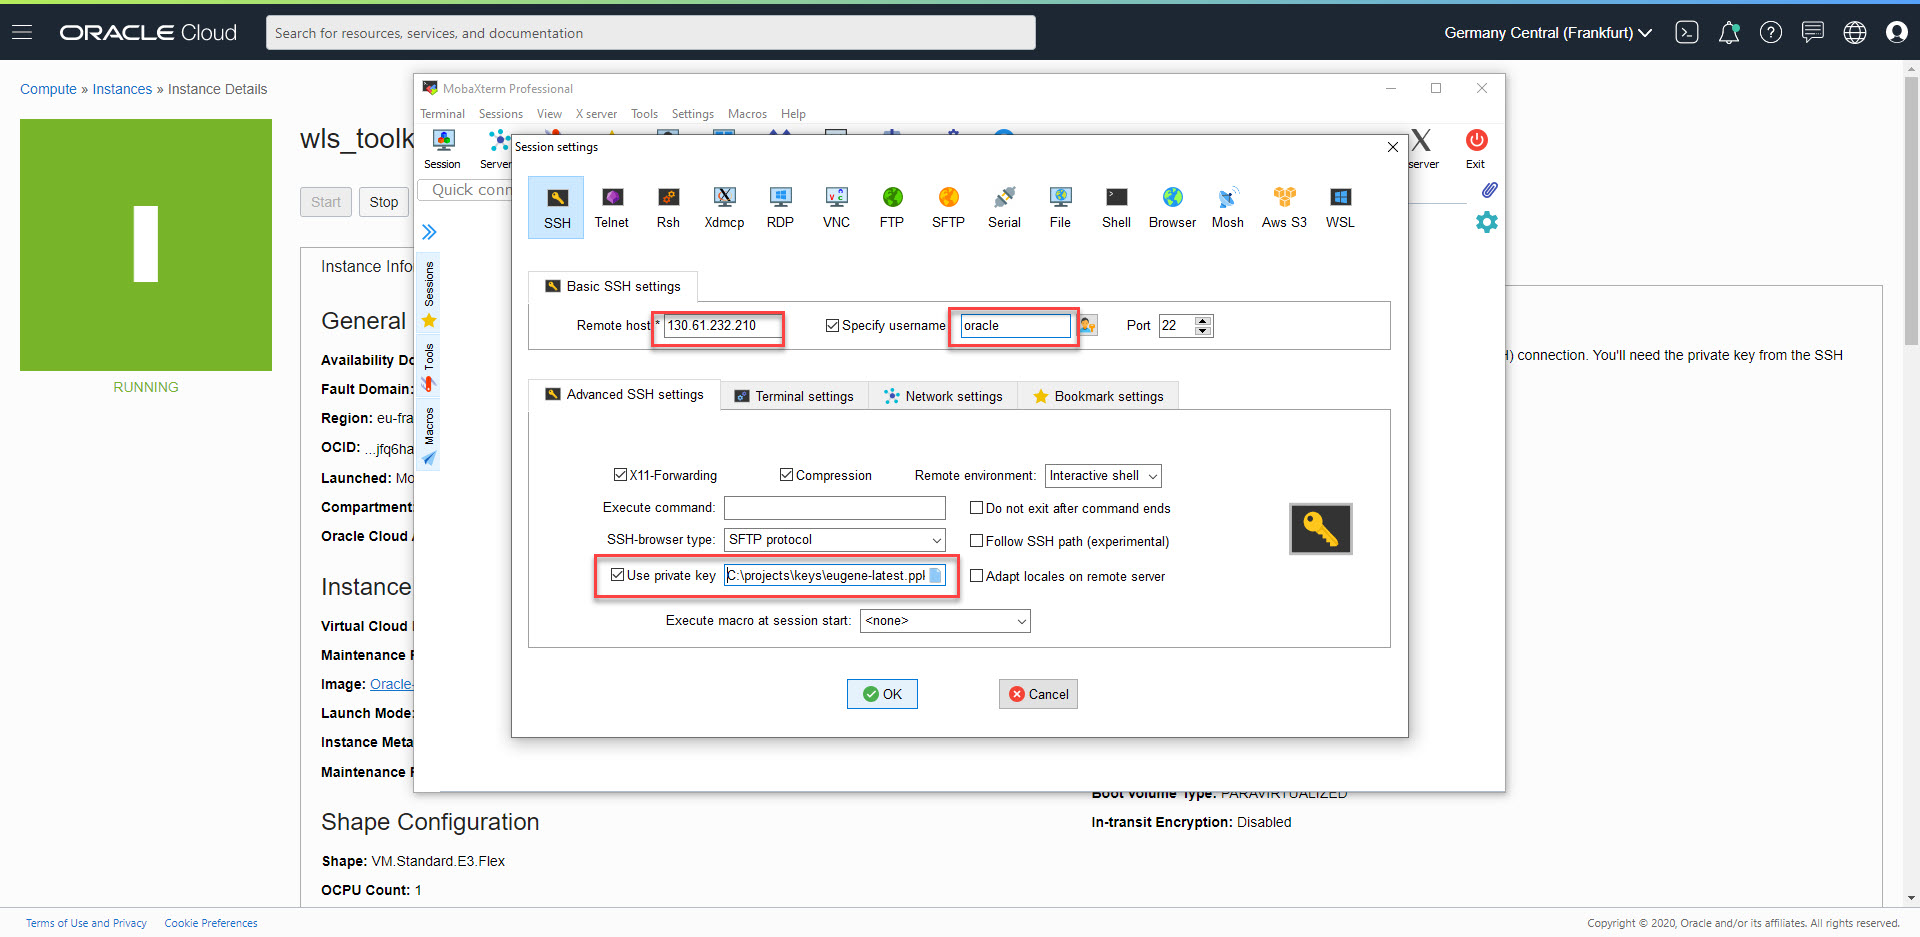 ORACLE Cloud
Search for resources, services, and documentation
Germany Central (Frankfurt)
Compute » Instances » Instance Details
RUNNING
wls_toolk
Start
Stop
Instance Info
General
Availability Do
Fault Domain:
Region: eu-fra
OCID: ...jfq6ha
Launched: Mo
Compartment
Oracle Cloud A
Instance
Virtual Cloud
Maintenance
Image: Oracle-
Launch Mode:
Instance Meta
Maintenance
Shape Configuration
Shape: VM.Standard.E3.Flex
OCPU Count: 1
) connection. You'll need the private key from the SSH
Boot Volume Type: PARAVIRTUALIZED
In-transit Encryption: Disabled
MobaXterm Professional
Terminal Sessions View X server Tools Settings Macros Help
Session
Server
server
Exit
Quick conn
Sessions
Tools
Macros
Session settings
SSH
Telnet
Rsh
Xdmcp
RDP
VNC
FTP
SFTP
Serial
File
Shell
Browser
Mosh
Aws S3
WSL
Basic SSH settings
Remote host * 130.61.232.210
Specify username oracle
Port 22
Advanced SSH settings
Terminal settings
Network settings
Bookmark settings
X11-Forwarding
Compression
Remote environment: Interactive shell
Execute command:
Do not exit after command ends
SSH-browser type: SFTP protocol
Follow SSH path (experimental)
Use private key C:\projects\keys\eugene-latest.ppk
Adapt locales on remote server
Execute macro at session start: <none>
OK
Cancel
Terms of Use and Privacy
Cookie Preferences
Copyright © 2020, Oracle and/or its affiliates. All rights reserved.